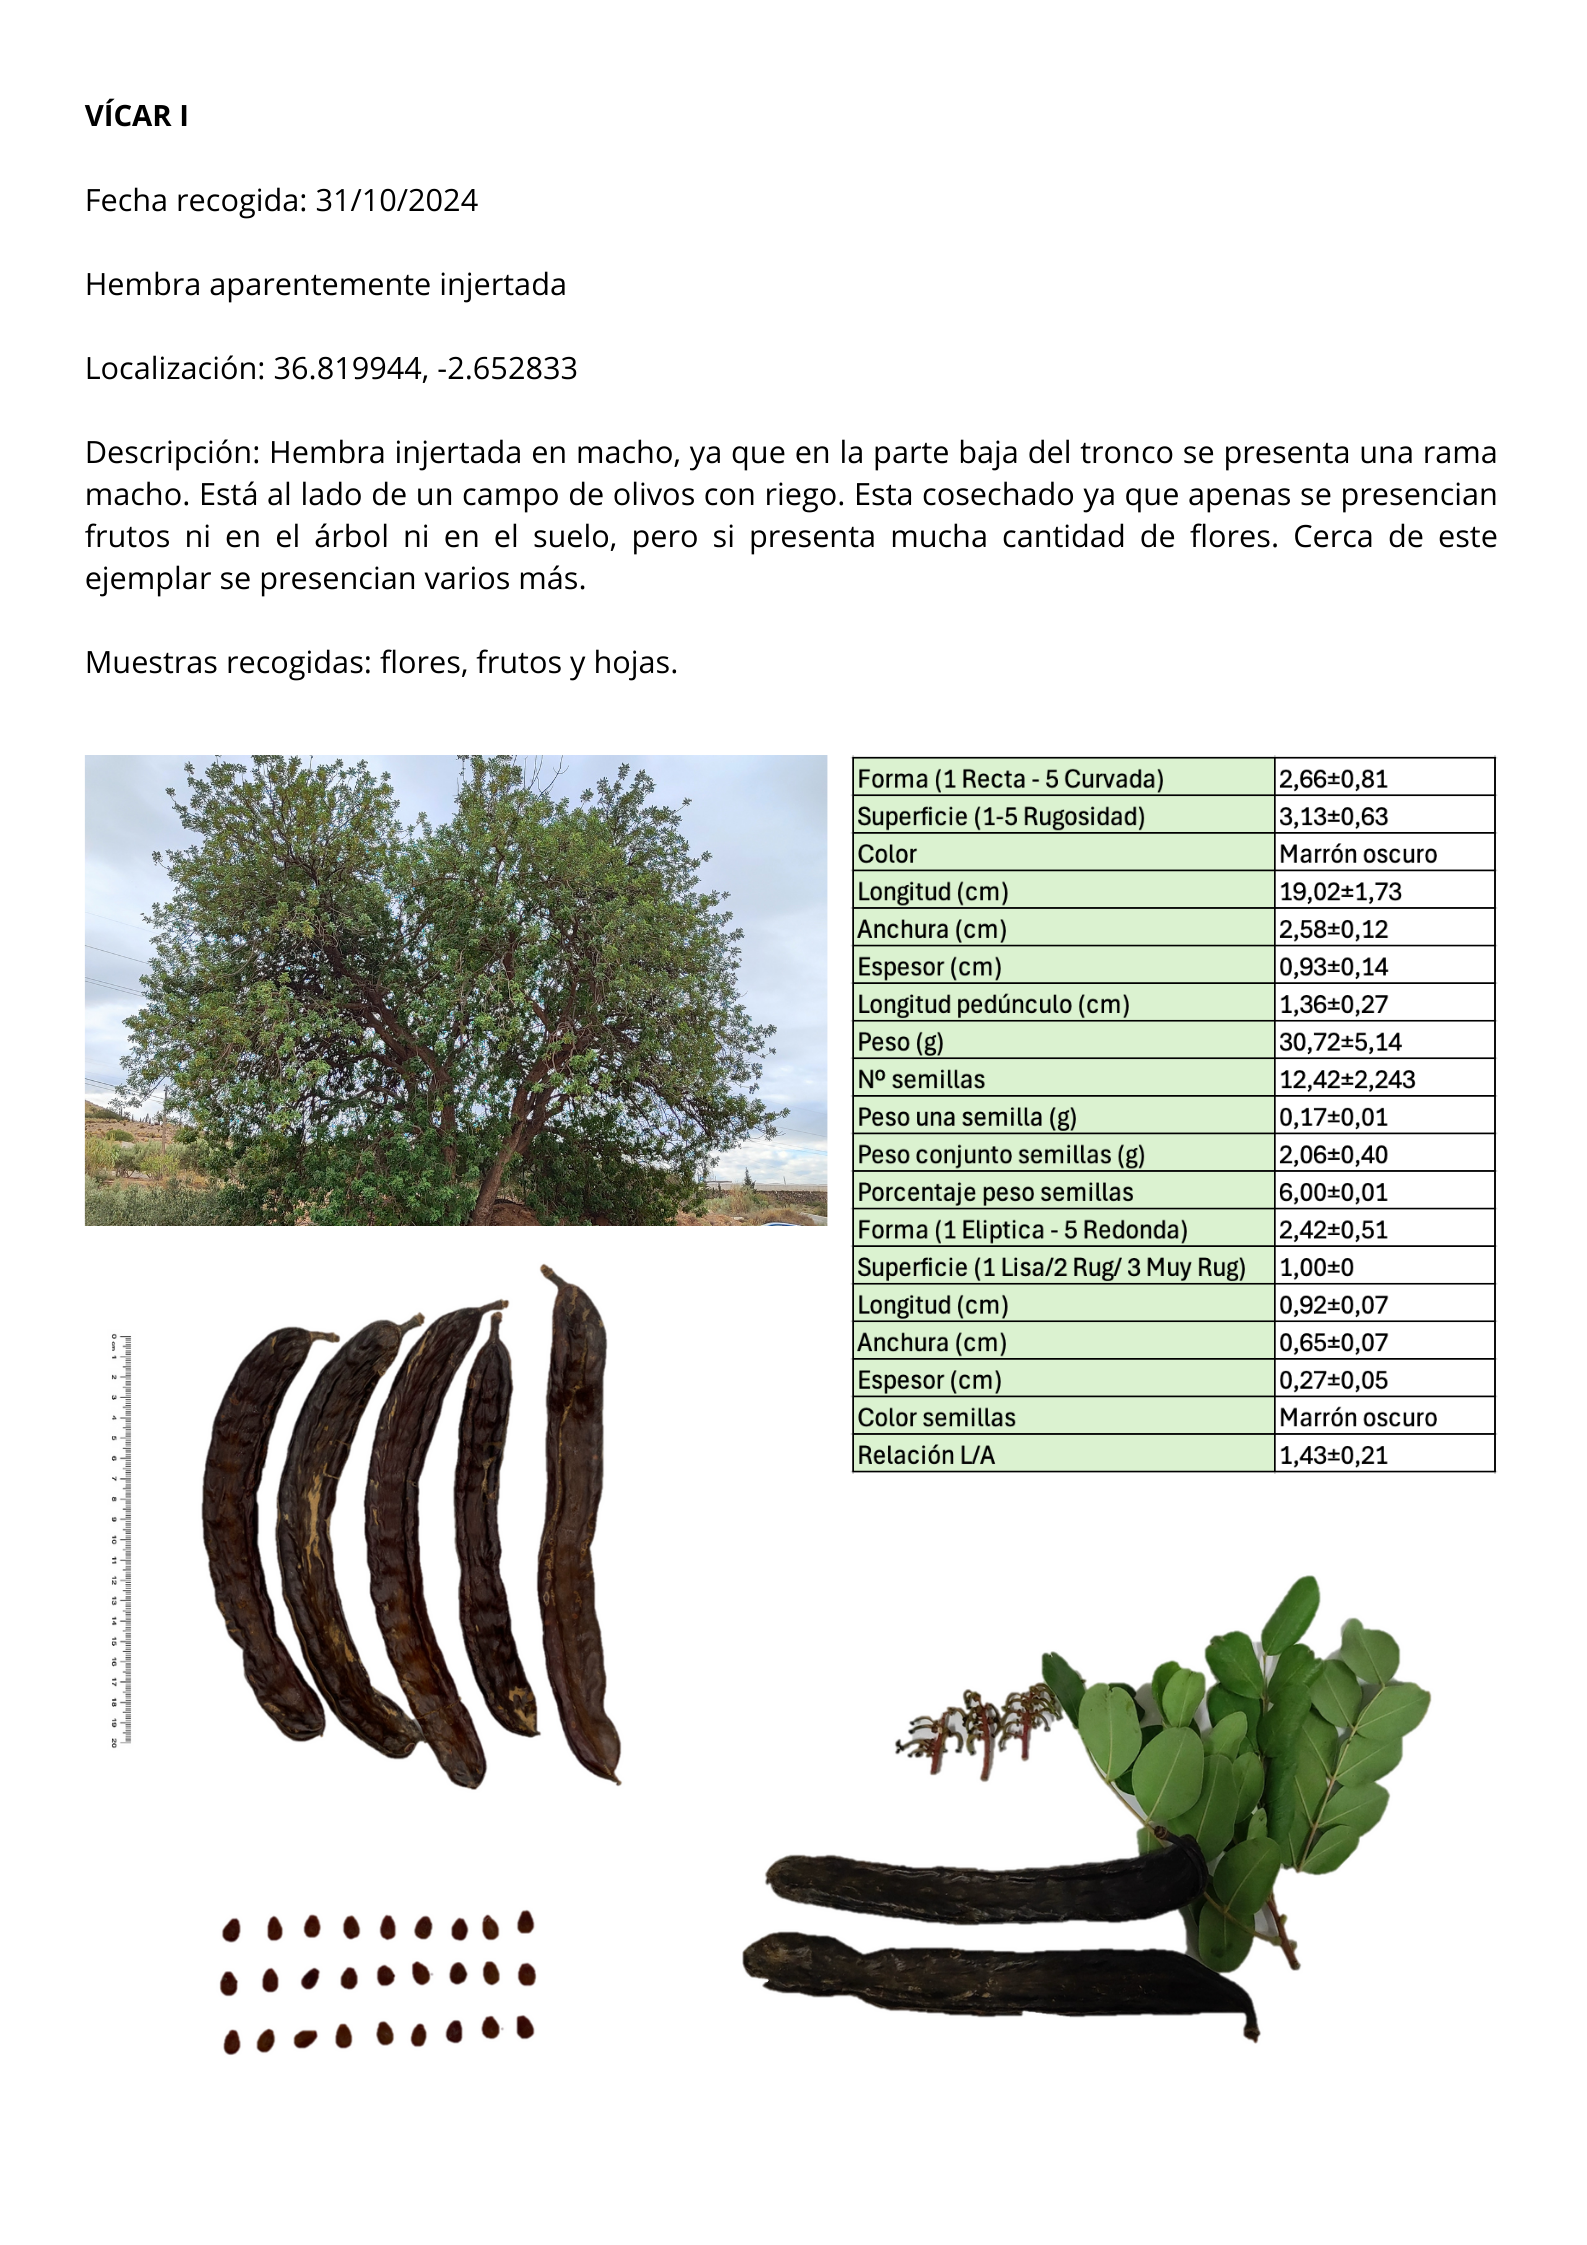 VÍCAR I
Fecha recogida: 31/10/2024
Hembra aparentemente injertada
Localización: 36.819944, -2.652833
Descripción: Hembra injertada en macho, ya que en la parte baja del tronco se presenta una rama
macho. Está al lado de un campo de olivos con riego. Esta cosechado ya que apenas se presencian
frutos ni en el árbol ni en el suelo, pero si presenta mucha cantidad de flores. Cerca de este
ejemplar se presencian varios más.
Muestras recogidas: flores, frutos y hojas.
Forma (1 Recta - 5 Curvada) 2,66±0,81
Superficie (1-5 Rugosidad) 3,13±0,63
Color Marrón oscuro
Longitud (cm) 19,02±1,73
Anchura (cm) 2,58±0,12
Espesor (cm) 0,93±0,14
Longitud pedúnculo (cm) 1,36±0,27
Peso (g) 30,72±5,14
Nº semillas 12,42±2,243
Peso una semilla (g) 0,17±0,01
Peso conjunto semillas (g) 2,06±0,40
Porcentaje peso semillas 6,00±0,01
Forma (1 Eliptica - 5 Redonda) 2,42±0,51
Superficie (1 Lisa/2 Rug/ 3 Muy Rug) 1,00±0
Longitud (cm) 0,92±0,07
Anchura (cm) 0,65±0,07
Espesor (cm) 0,27±0,05
Color semillas Marrón oscuro
Relación L/A 1,43±0,21
0 cm 1 2 3 4 5 6 7 8 9 10 11 12 13 14 15 16 17 18 19 20